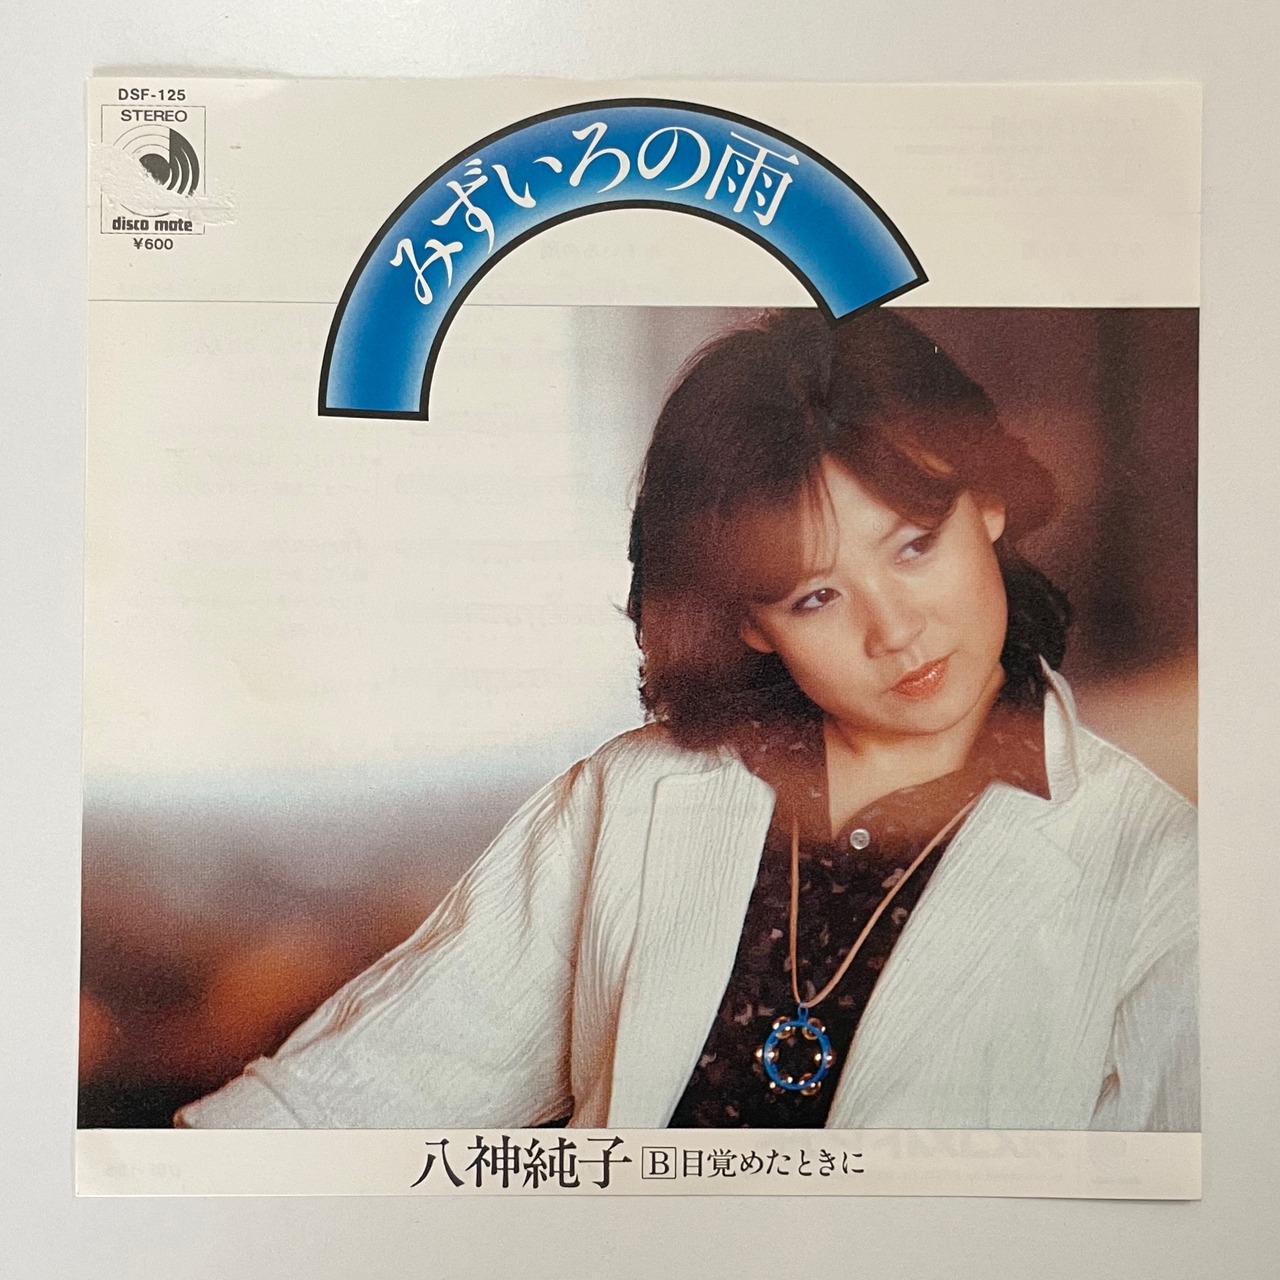 DSF-125
STEREO
disco mate
¥600
みずいろの雨
八神純子 B 目覚めたときに